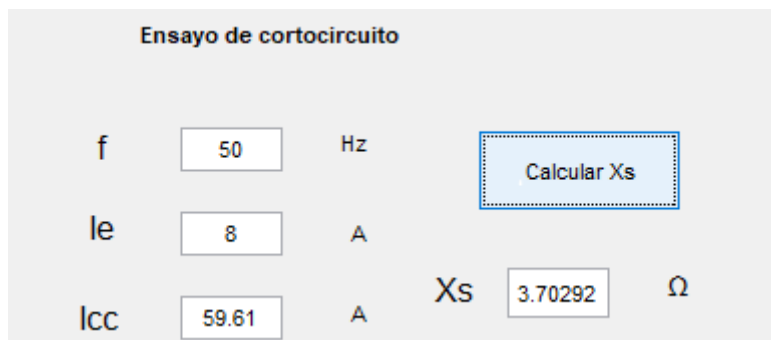 Ensayo de cortocircuito
f 50 Hz
Calcular Xs
Ie 8 A
Xs 3.70292 Ω
Icc 59.61 A